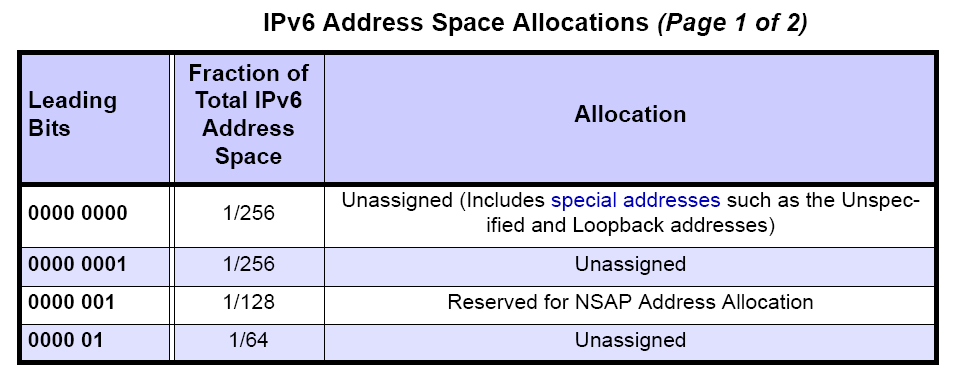 IPv6 Address Space Allocations (Page 1 of 2)
Leading
Bits
Fraction of
Total IPv6
Address
Space
Allocation
0000 0000
1/256
Unassigned (Includes special addresses such as the Unspec-
ified and Loopback addresses)
0000 0001
1/256
Unassigned
0000 001
1/128
Reserved for NSAP Address Allocation
0000 01
1/64
Unassigned